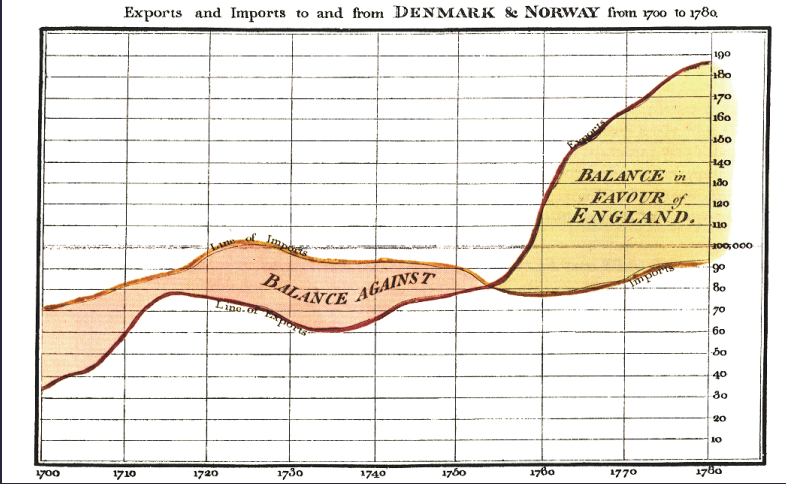 Exports and Imports to and from DENMARK & NORWAY from 1700 to 1780.
190
180
170
160
150
140
130
120
110
100,000
90
80
70
60
50
40
30
20
10
Exports
BALANCE in
FAVOUR of
ENGLAND.
Line of Imports
BALANCE AGAINST
Imports
Line of Exports
1700 1710 1720 1730 1740 1750 1760 1770 1780